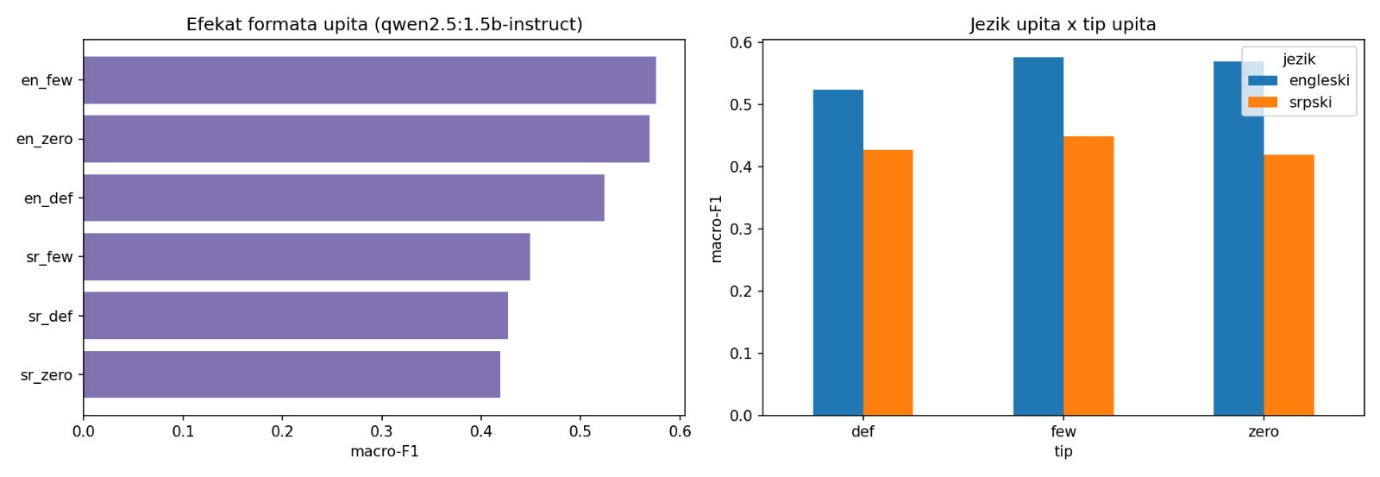 Efekat formata upita (qwen2.5:1.5b-instruct)
en_few
en_zero
en_def
sr_few
sr_def
sr_zero
0.0 0.1 0.2 0.3 0.4 0.5 0.6
macro-F1
Jezik upita x tip upita
jezik
engleski
srpski
0.6
0.5
0.4
0.3
0.2
0.1
0.0
macro-F1
def few zero
tip